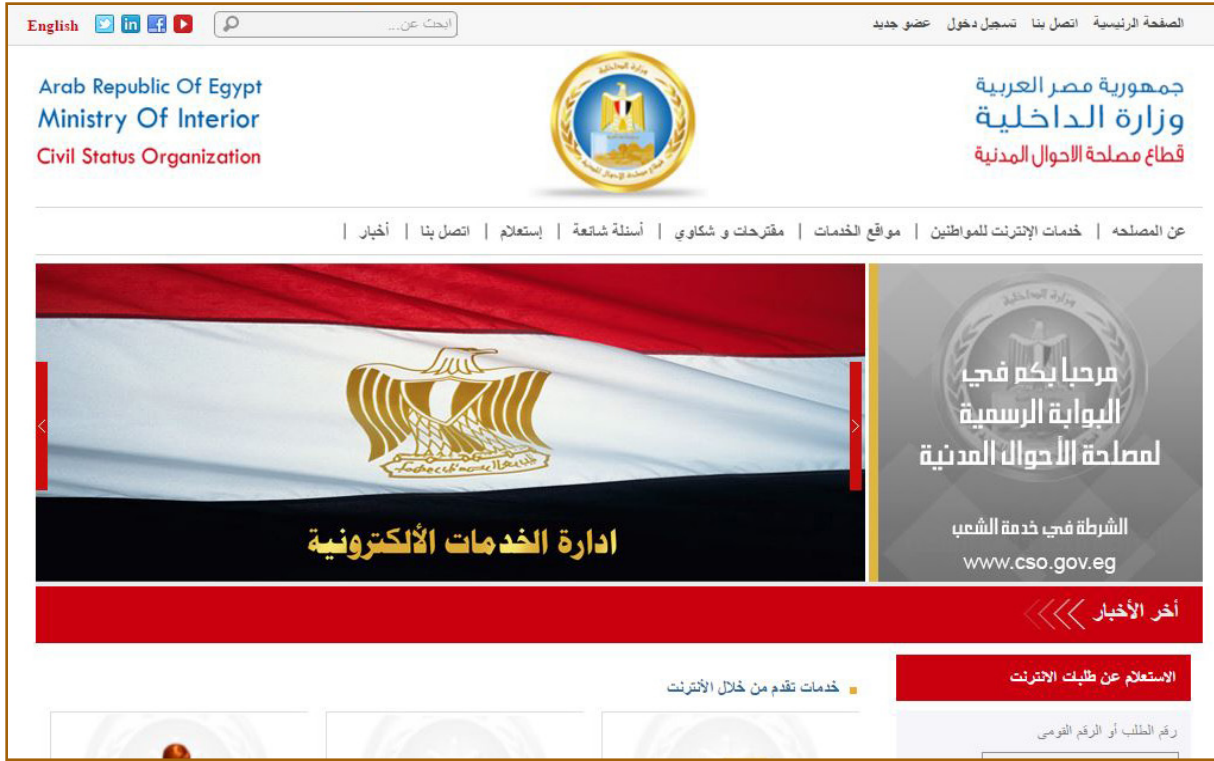 الصفحة الرئيسية اتصل بنا تسجيل دخول عضو جديد
ابحث عن...
English
جمهورية مصر العربية
وزارة الداخلية
قطاع مصلحة الاحوال المدنية
Arab Republic Of Egypt
Ministry Of Interior
Civil Status Organization
عن المصلحه | خدمات الإنترنت للمواطنين | مواقع الخدمات | مقترحات و شكاوي | أسئلة شائعة | إستعلام | اتصل بنا | أخبار |
مرحبا بكم في
البوابة الرسمية
لمصلحة الأحوال المدنية
الشرطة في خدمة الشعب
www.cso.gov.eg
ادارة الخدمات الألكترونية
أخر الأخبار
الاستعلام عن طلبات الانترنت
خدمات تقدم من خلال الأنترنت
رقم الطلب أو الرقم القومى